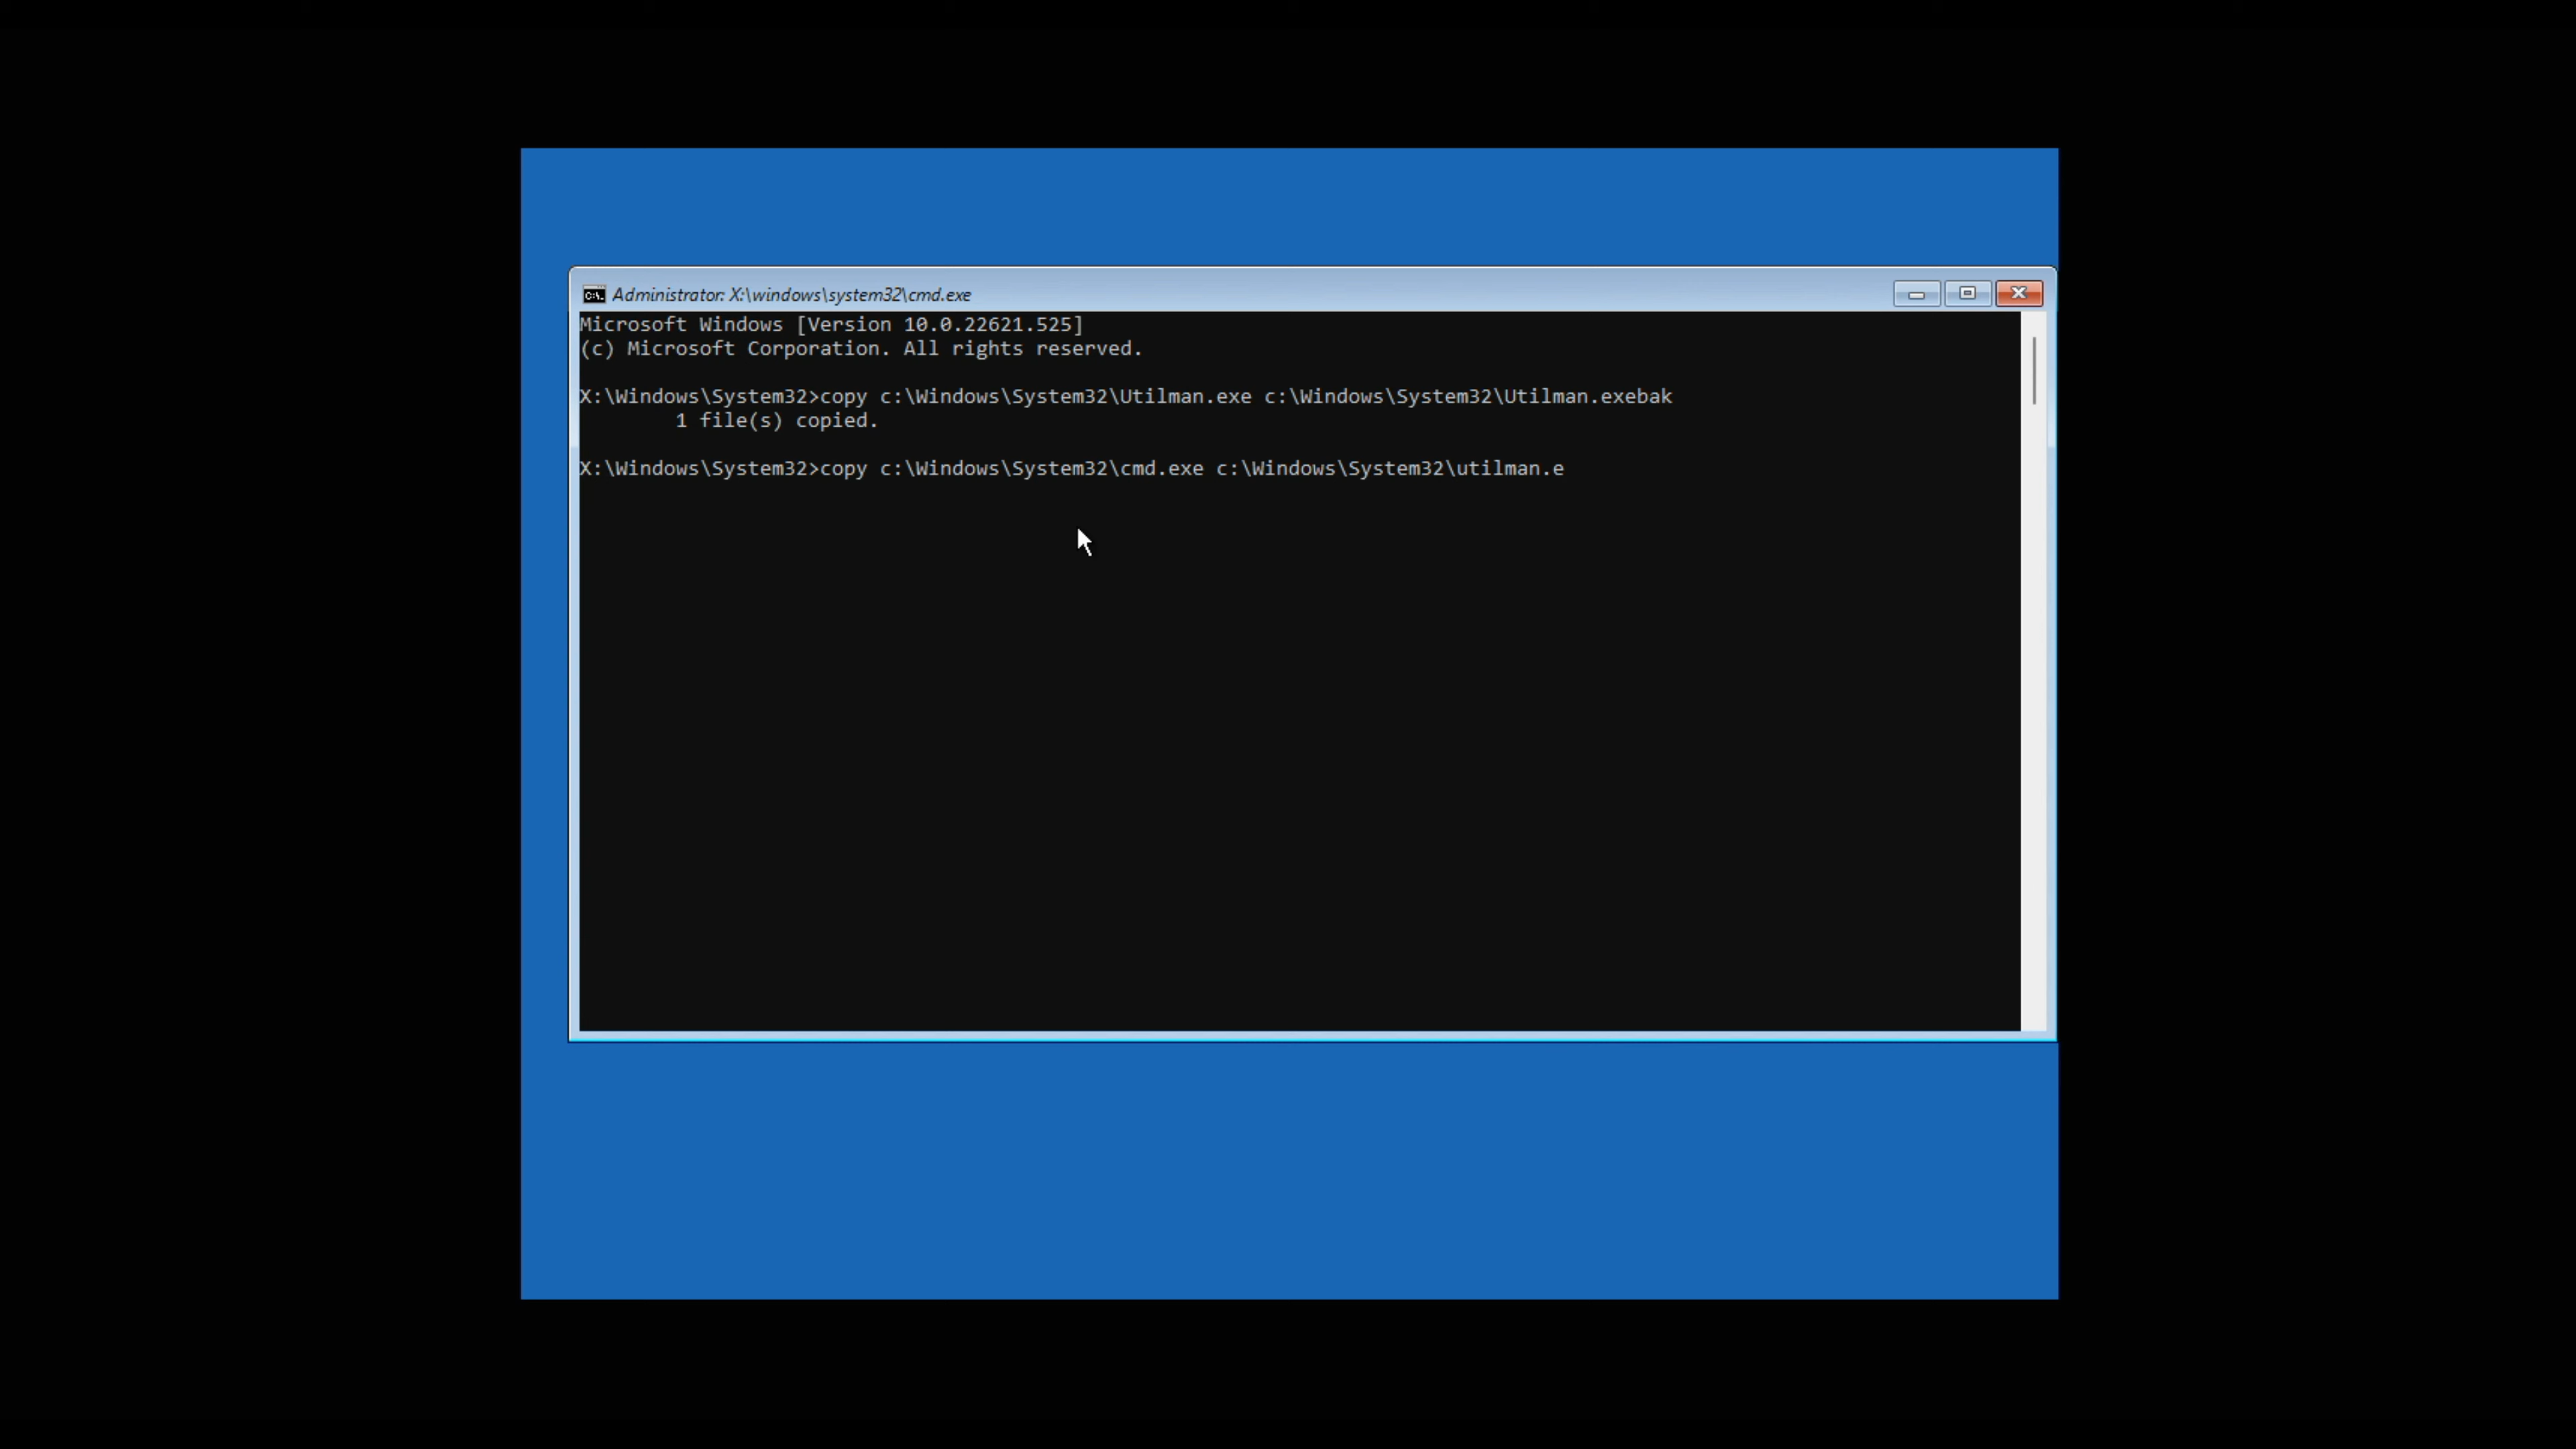 Administrator: X:\windows\system32\cmd.exe
Microsoft Windows [Version 10.0.22621.525]
(c) Microsoft Corporation. All rights reserved.
X:\Windows\System32>copy c:\Windows\System32\Utilman.exe c:\Windows\System32\Utilman.exebak
1 file(s) copied.
X:\Windows\System32>copy c:\Windows\System32\cmd.exe c:\Windows\System32\utilman.e